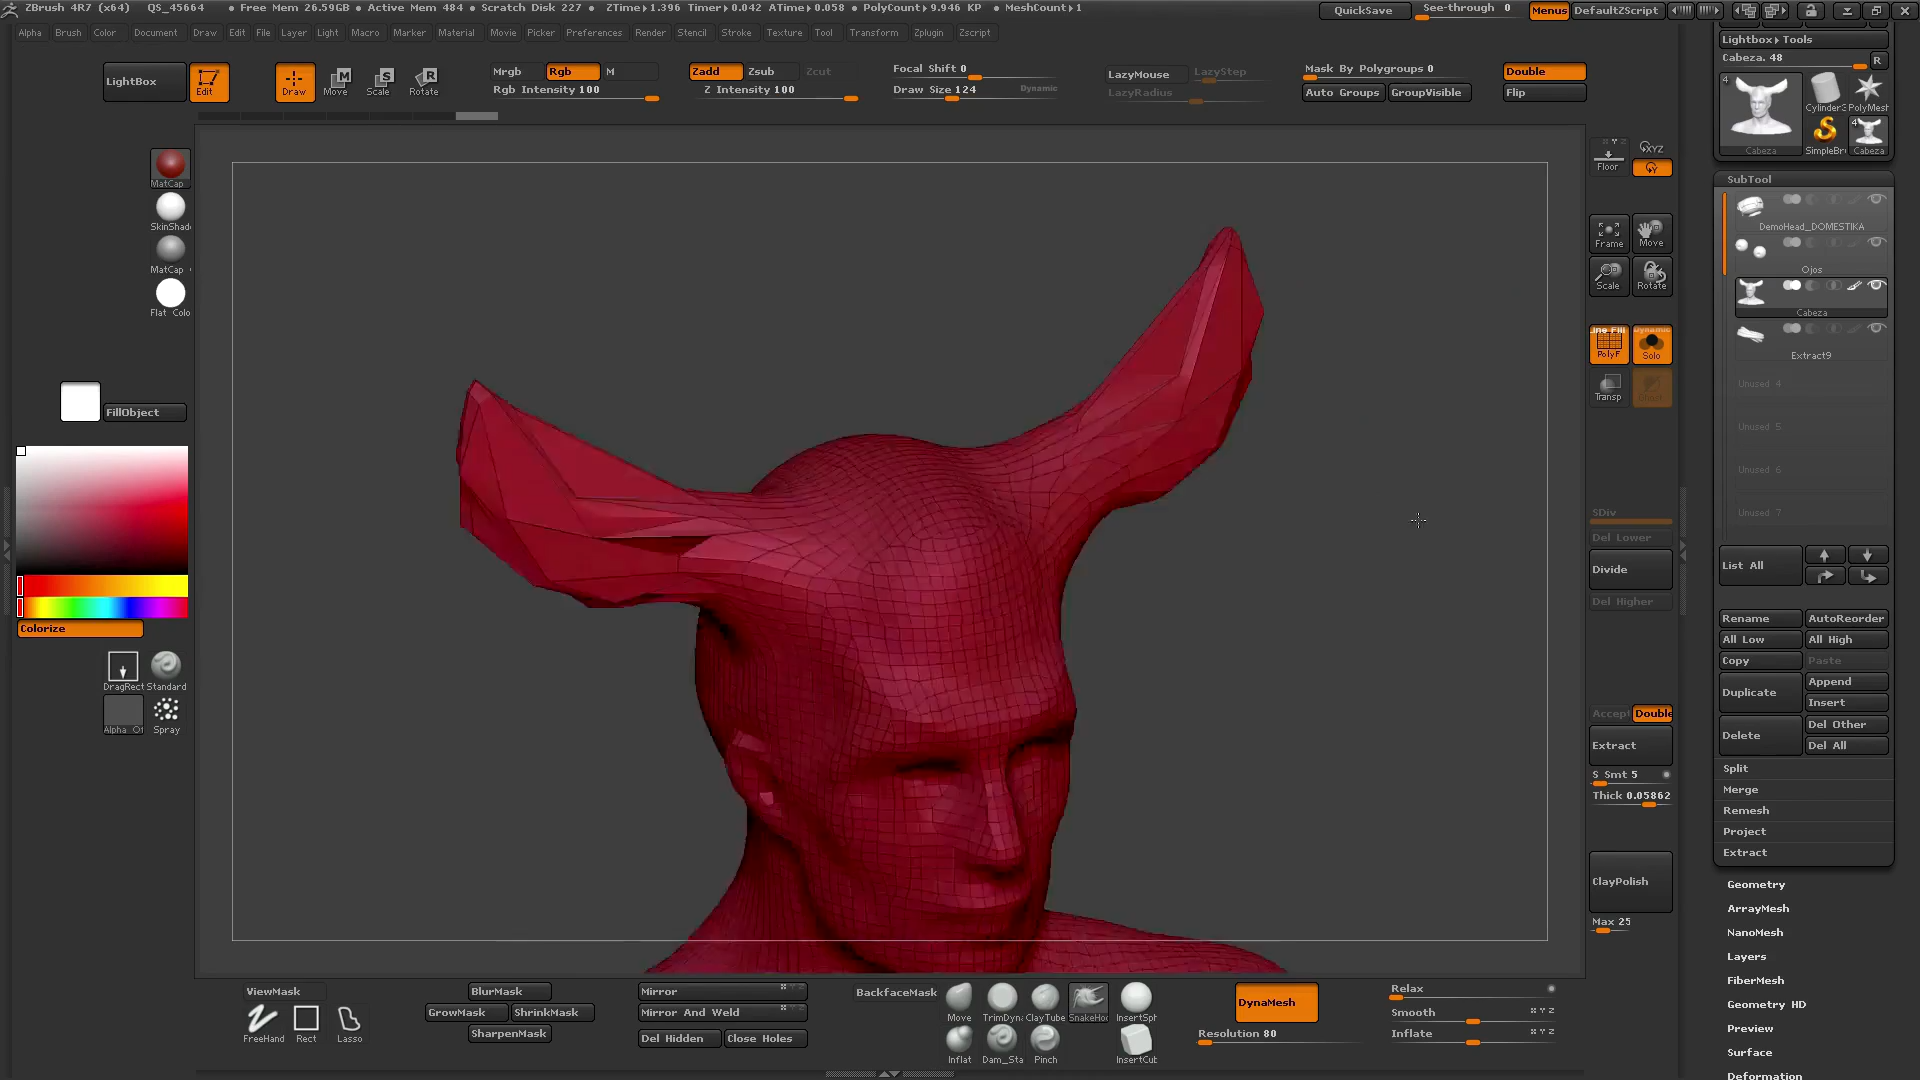 ZBrush 4R7 (x64) QS_45664 • Free Mem 26.59GB • Active Mem 484 • Scratch Disk 227 • ZTime▸1.396 Timer▸0.042 ATime▸0.058 • PolyCount▸9.946 KP • MeshCount▸1
QuickSave See-through 0 Menus DefaultZScript
Alpha Brush Color Document Draw Edit File Layer Light Macro Marker Material Movie Picker Preferences Render Stencil Stroke Texture Tool Transform Zplugin Zscript
Lightbox▸Tools
Cabeza. 48 R
LightBox Edit Draw Move Scale Rotate
Mrgb Rgb M
Rgb Intensity 100
Zadd Zsub Zcut
Z Intensity 100
Focal Shift 0
Draw Size 124 Dynamic
LazyMouse LazyStep
LazyRadius
Mask By Polygroups 0
Auto Groups GroupVisible
Double
Flip
4 Cabeza
Cylinder PolyMesh
SimpleBr 4 Cabeza
MatCap
SkinShad
MatCap
Flat Colo
FillObject
Colorize
DragRect Standard
Alpha Of Spray
Floor XYZ Y
Frame Move
Scale Rotate
Line Fill Dynamic
PolyF Solo
Transp Ghost
SDiv
Del Lower
Divide
Del Higher
Accept Double
Extract
S Smt 5
Thick 0.05862
ClayPolish
Max 25
SubTool
DemoHead_DOMESTIKA
Ojos
Cabeza
Extract9
Unused 4
Unused 5
Unused 6
Unused 7
List All
Rename AutoReorder
All Low All High
Copy Paste
Duplicate Append
Insert
Delete Del Other
Del All
Split
Merge
Remesh
Project
Extract
Geometry
ArrayMesh
NanoMesh
Layers
FiberMesh
Geometry HD
Preview
Surface
Deformation
ViewMask
FreeHand Rect Lasso
BlurMask
GrowMask ShrinkMask
SharpenMask
Mirror
Mirror And Weld
Del Hidden Close Holes
BackfaceMask
Move TrimDyn ClayTube SnakeHoo InsertSph
Inflat Dam_Sta Pinch InsertCub
DynaMesh
Resolution 80
Relax
Smooth X Y Z
Inflate X Y Z